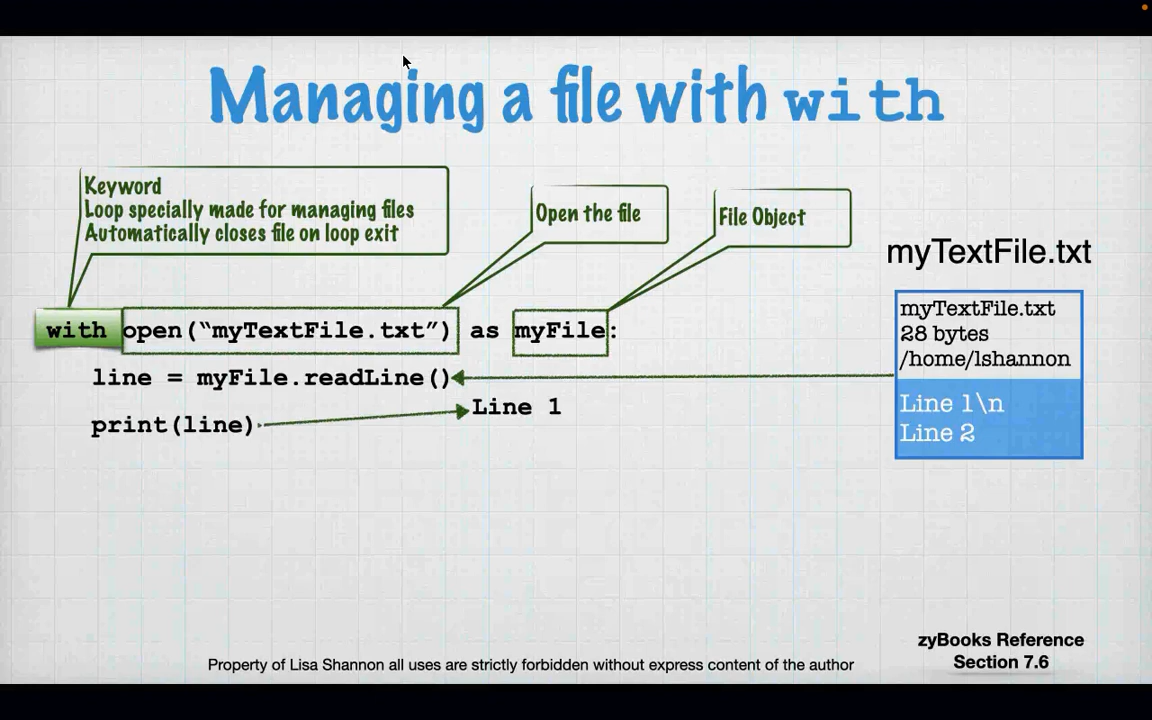 Managing a file with with
Keyword
Loop specially made for managing files
Automatically closes file on loop exit
Open the file
File Object
myTextFile.txt
with open(“myTextFile.txt”) as myFile:
line = myFile.readLine()
print(line)
Line 1
myTextFile.txt
28 bytes
/home/lshannon
Line 1\n
Line 2
zyBooks Reference
Section 7.6
Property of Lisa Shannon all uses are strictly forbidden without express content of the author